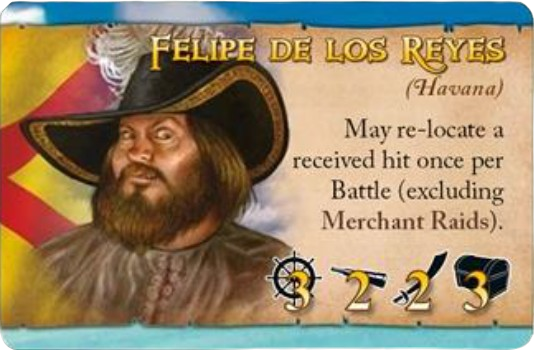 Felipe de los Reyes
(Havana)
May re-locate a
received hit once per
Battle (excluding
Merchant Raids).
3 2 2 3